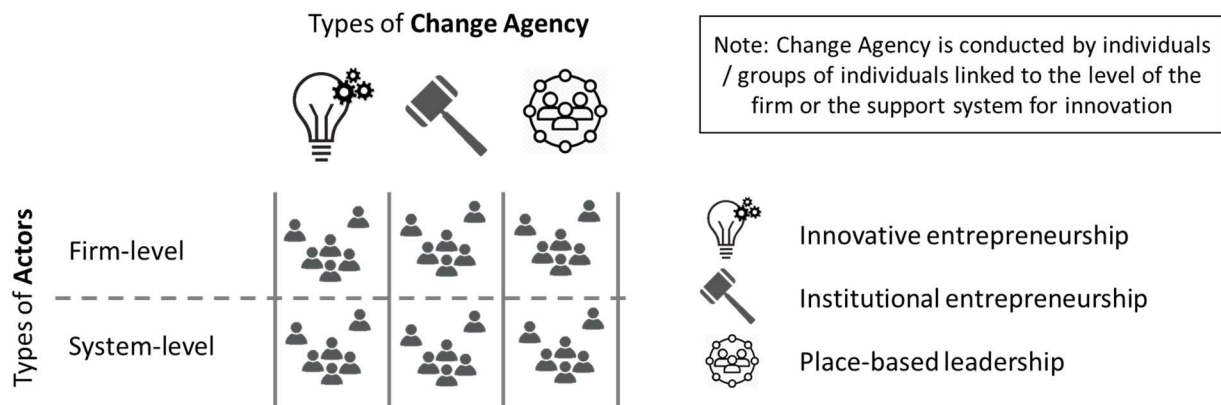 Types of Change Agency
Note: Change Agency is conducted by individuals
/ groups of individuals linked to the level of the
firm or the support system for innovation
Types of Actors
Firm-level
System-level
Innovative entrepreneurship
Institutional entrepreneurship
Place-based leadership